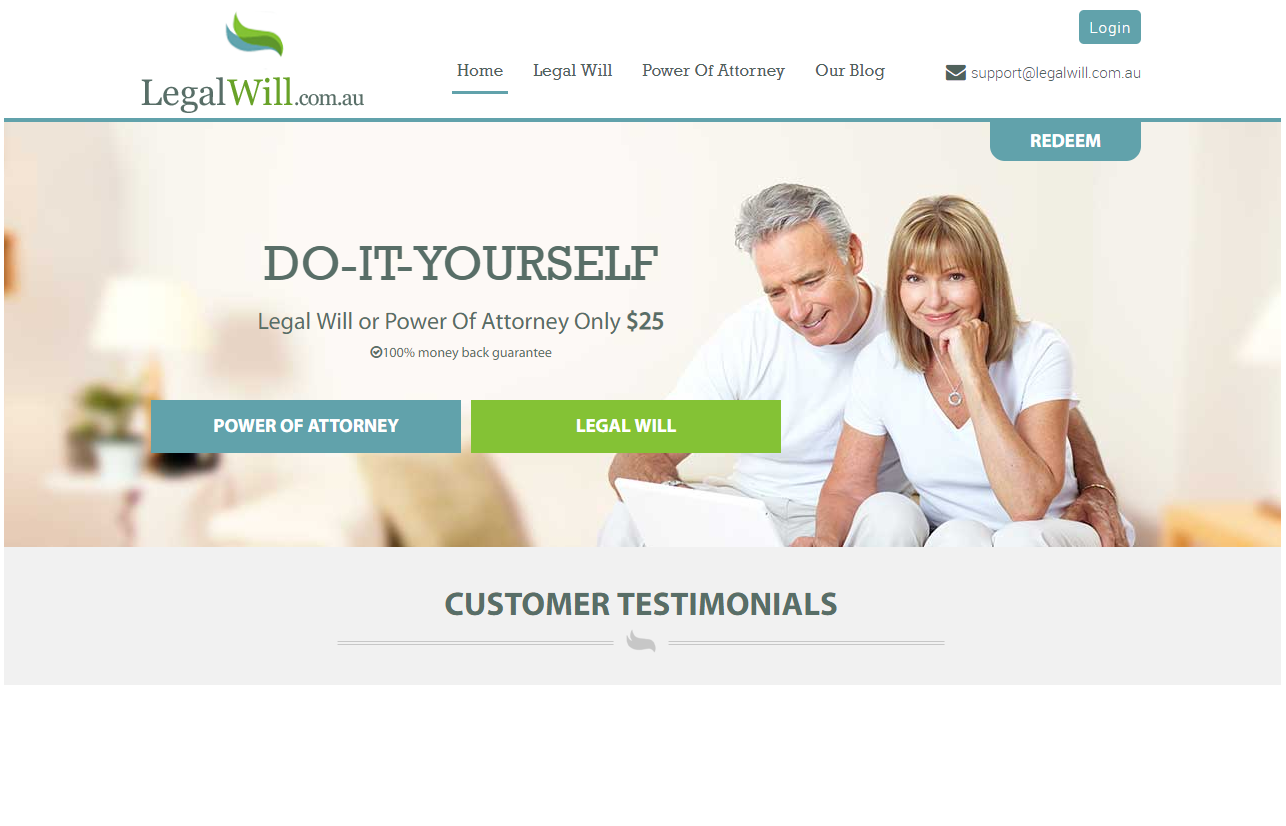 Login
LegalWill.com.au
Home
Legal Will
Power Of Attorney
Our Blog
support@legalwill.com.au
REDEEM
DO-IT-YOURSELF
Legal Will or Power Of Attorney Only $25
100% money back guarantee
POWER OF ATTORNEY
LEGAL WILL
CUSTOMER TESTIMONIALS